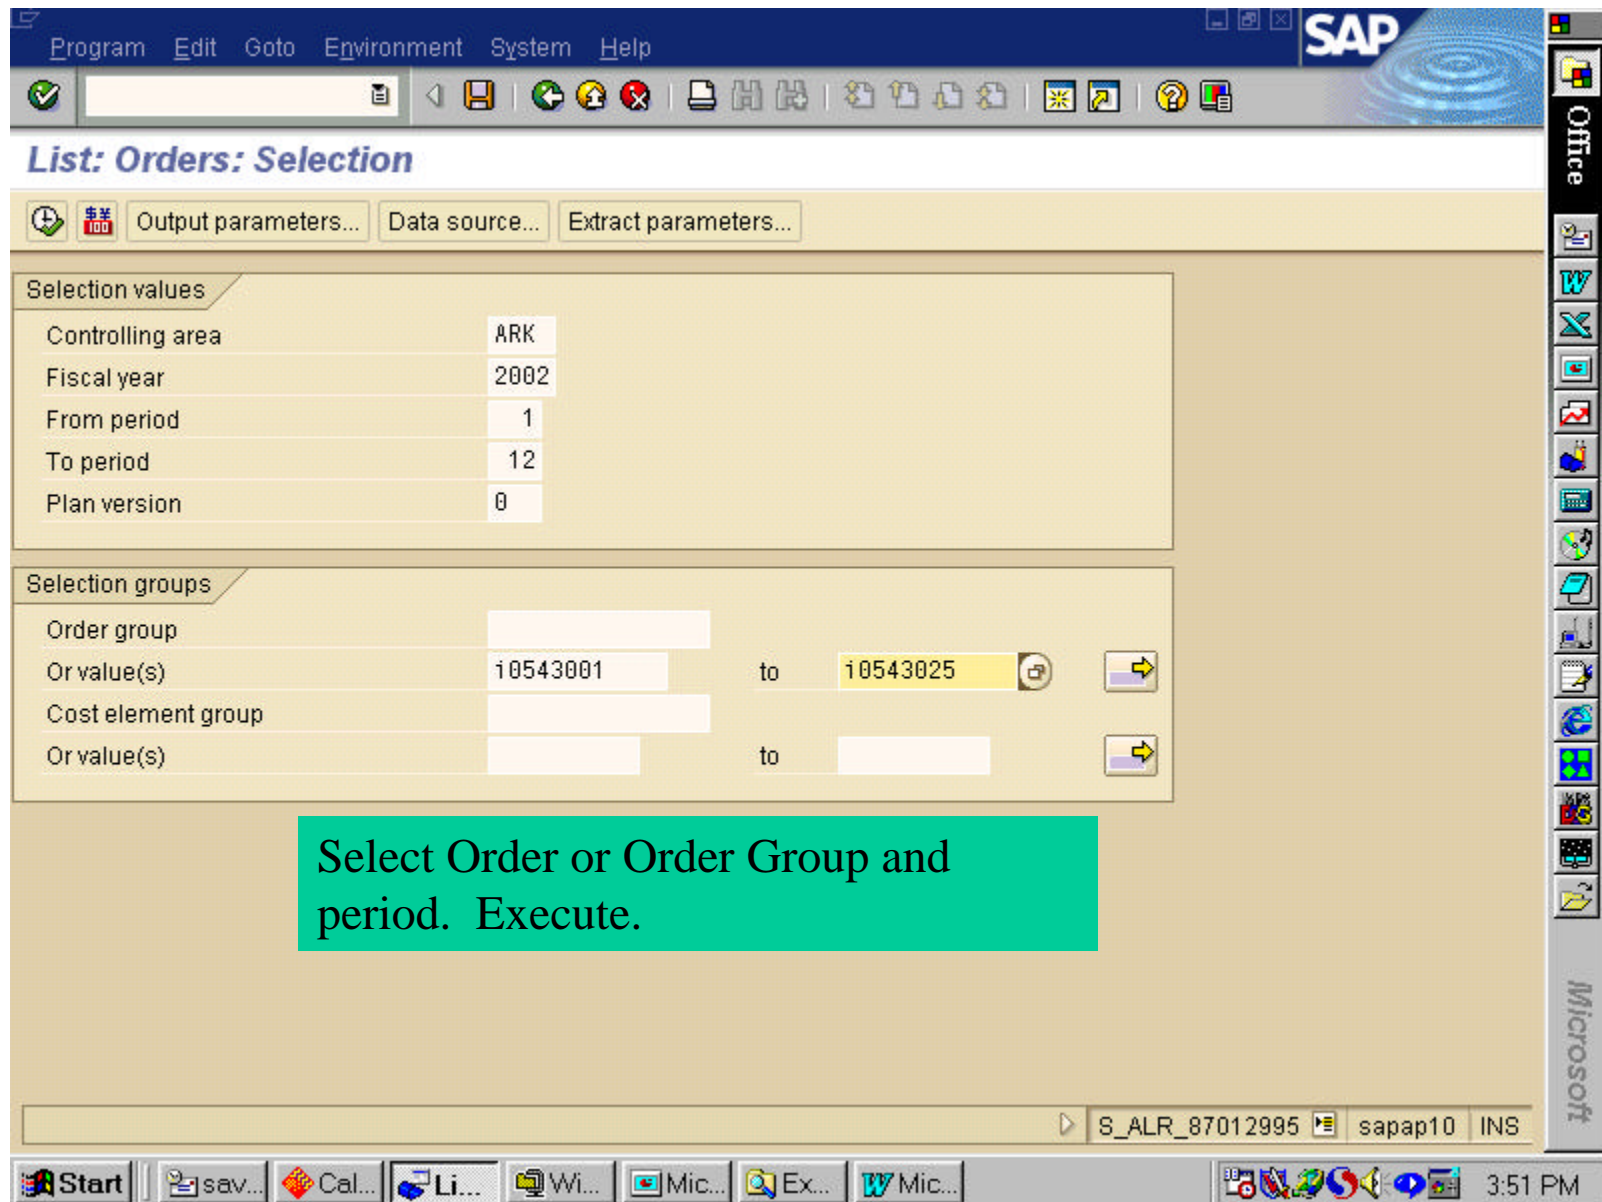 Program Edit Goto Environment System Help
SAP
List: Orders: Selection
Output parameters... Data source... Extract parameters...
Selection values
Controlling area ARK
Fiscal year 2002
From period 1
To period 12
Plan version 0
Selection groups
Order group
Or value(s) i0543001 to i0543025
Cost element group
Or value(s) to
Select Order or Order Group and
period. Execute.
S_ALR_87012995 sapap10 INS
Start sav... Cal... Li... Wi... Mic... Ex... Mic... 3:51 PM
Office
Microsoft